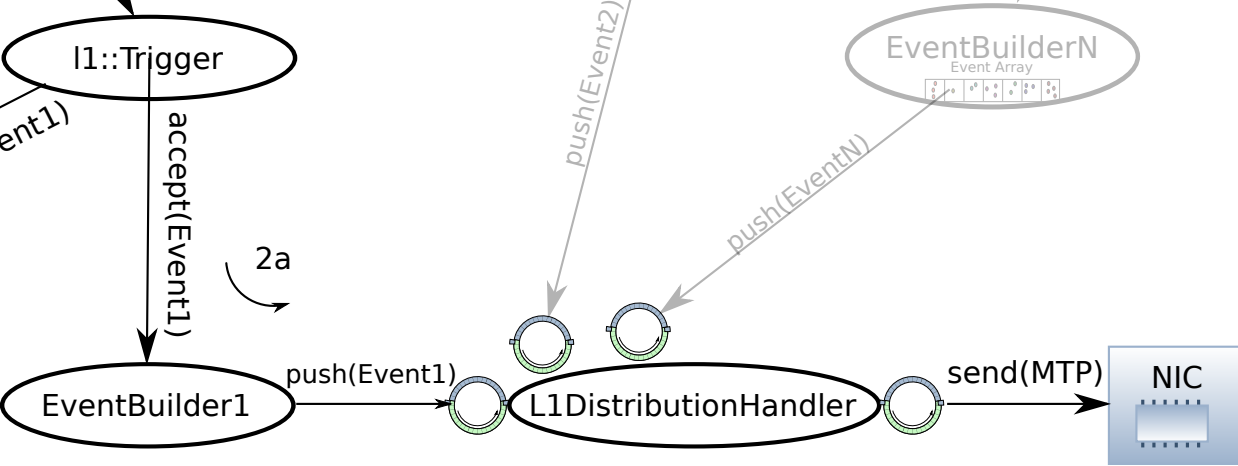 l1::Trigger
ent1)
accept(Event1)
2a
push(Event2)
EventBuilderN
Event Array
push(EventN)
EventBuilder1
push(Event1)
L1DistributionHandler
send(MTP)
NIC